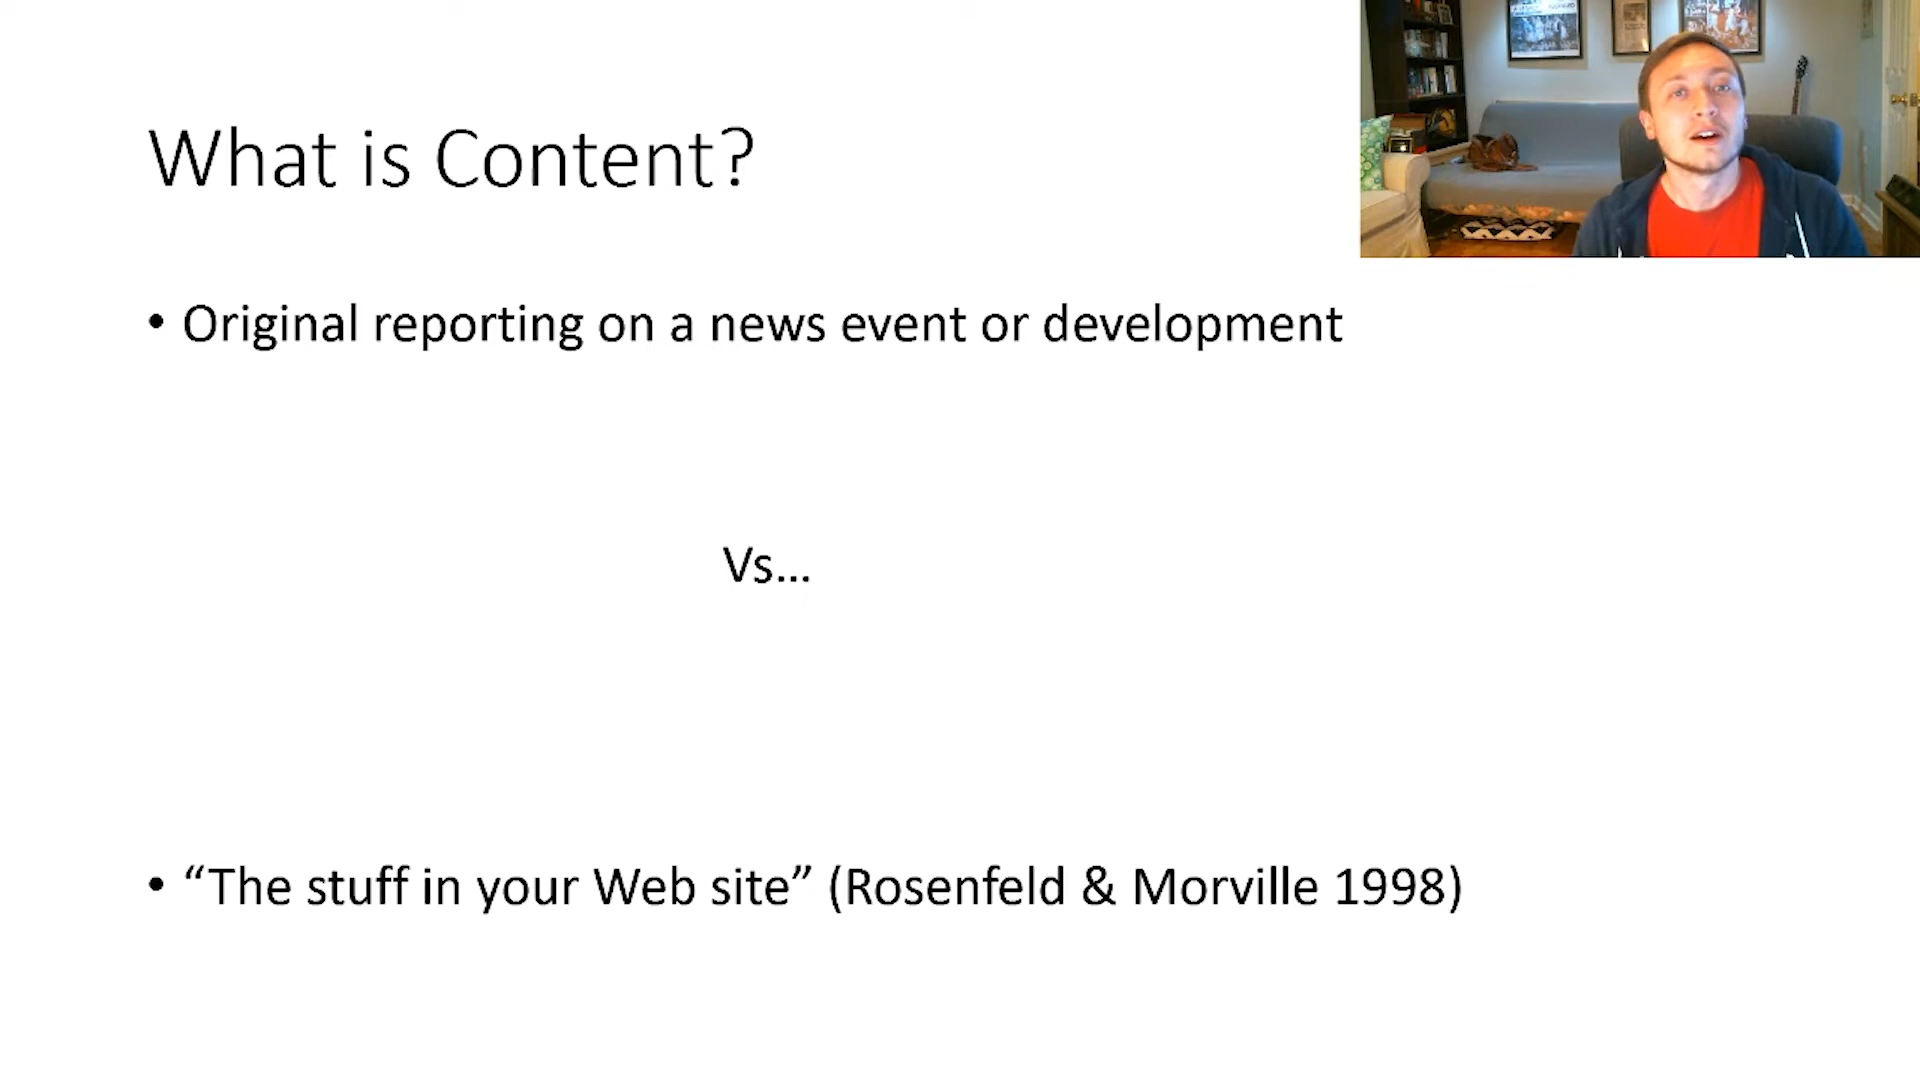 What is Content?
• Original reporting on a news event or development
Vs...
• “The stuff in your Web site” (Rosenfeld & Morville 1998)